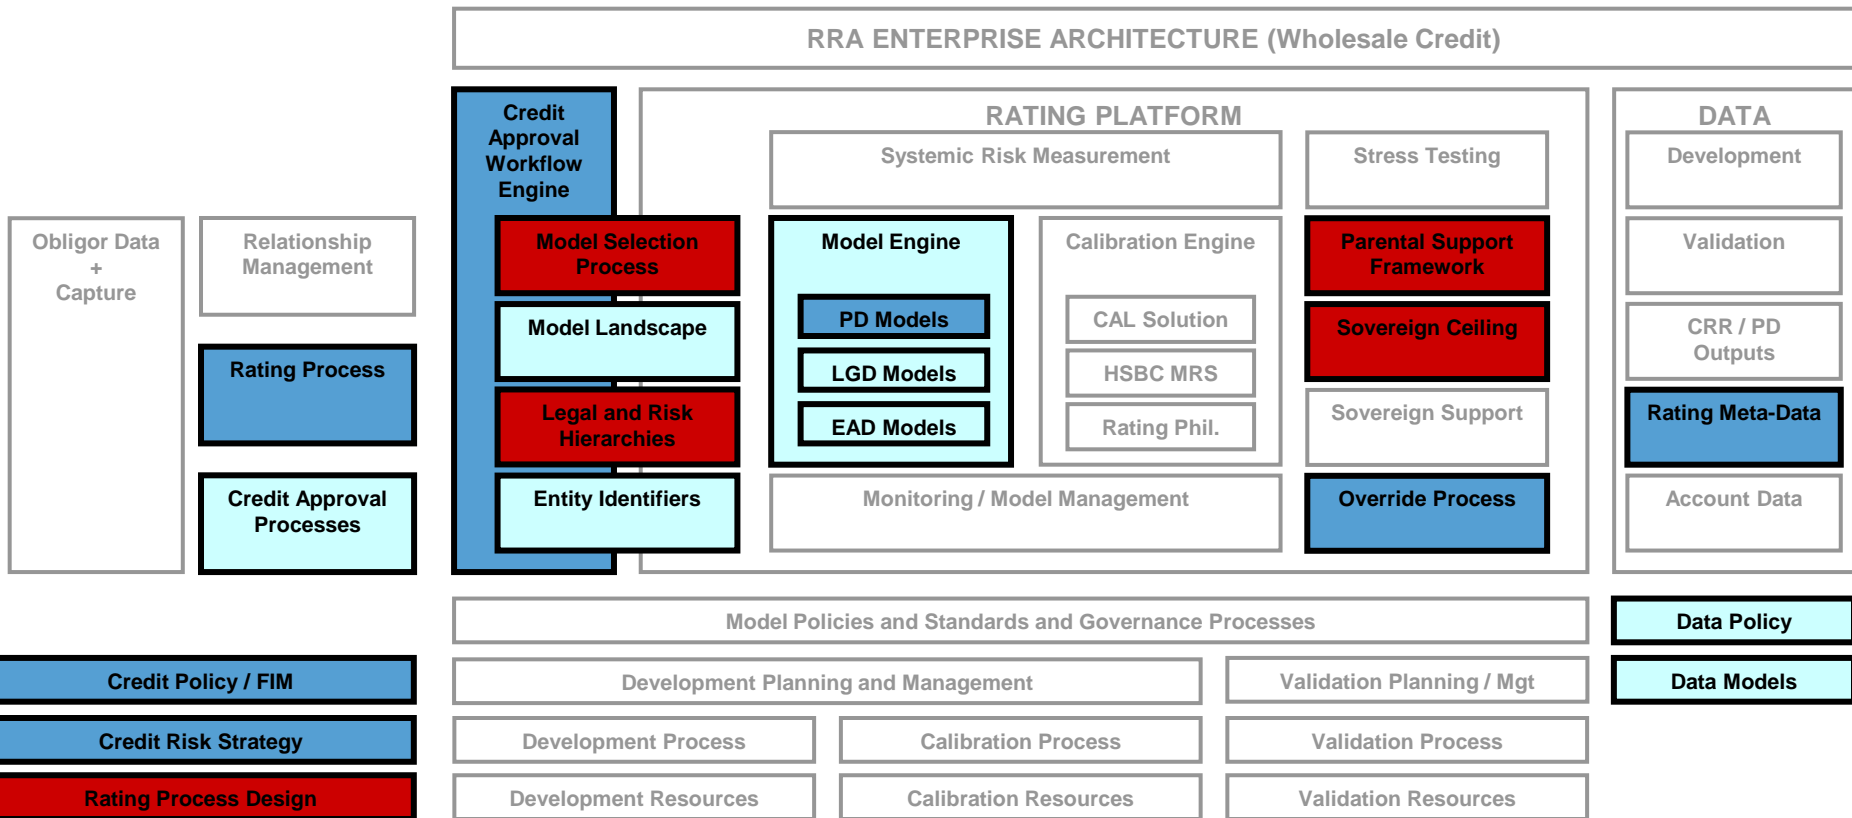 RRA ENTERPRISE ARCHITECTURE (Wholesale Credit)
Credit
Approval
Workflow
Engine
RATING PLATFORM
DATA
Systemic Risk Measurement
Stress Testing
Development
Obligor Data
+
Capture
Relationship
Management
Model Selection
Process
Model Engine
Calibration Engine
Parental Support
Framework
Validation
Model Landscape
PD Models
CAL Solution
Sovereign Ceiling
CRR / PD
Outputs
Rating Process
LGD Models
HSBC MRS
Legal and Risk
Hierarchies
EAD Models
Rating Phil.
Sovereign Support
Rating Meta-Data
Credit Approval
Processes
Entity Identifiers
Monitoring / Model Management
Override Process
Account Data
Model Policies and Standards and Governance Processes
Data Policy
Credit Policy / FIM
Development Planning and Management
Validation Planning / Mgt
Data Models
Credit Risk Strategy
Development Process
Calibration Process
Validation Process
Rating Process Design
Development Resources
Calibration Resources
Validation Resources